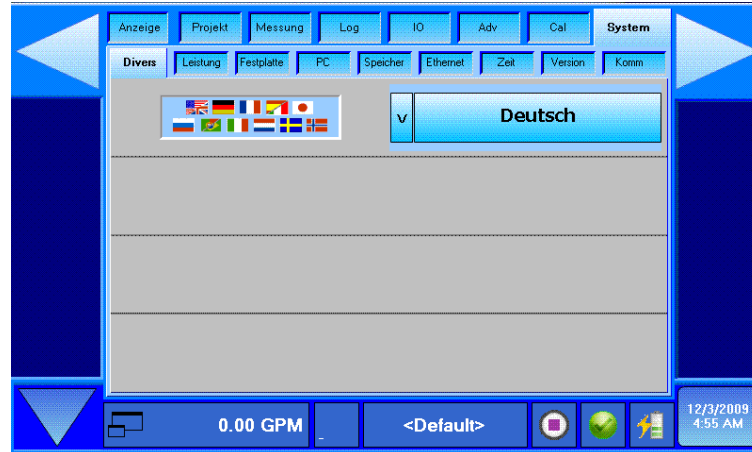 Anzeige Projekt Messung Log IO Adv Cal System
Divers Leistung Festplatte PC Speicher Ethernet Zeit Version Komm
v Deutsch
0.00 GPM _ <Default> 12/3/2009
4:55 AM